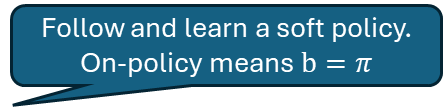 Follow and learn a soft policy.
On-policy means b = π